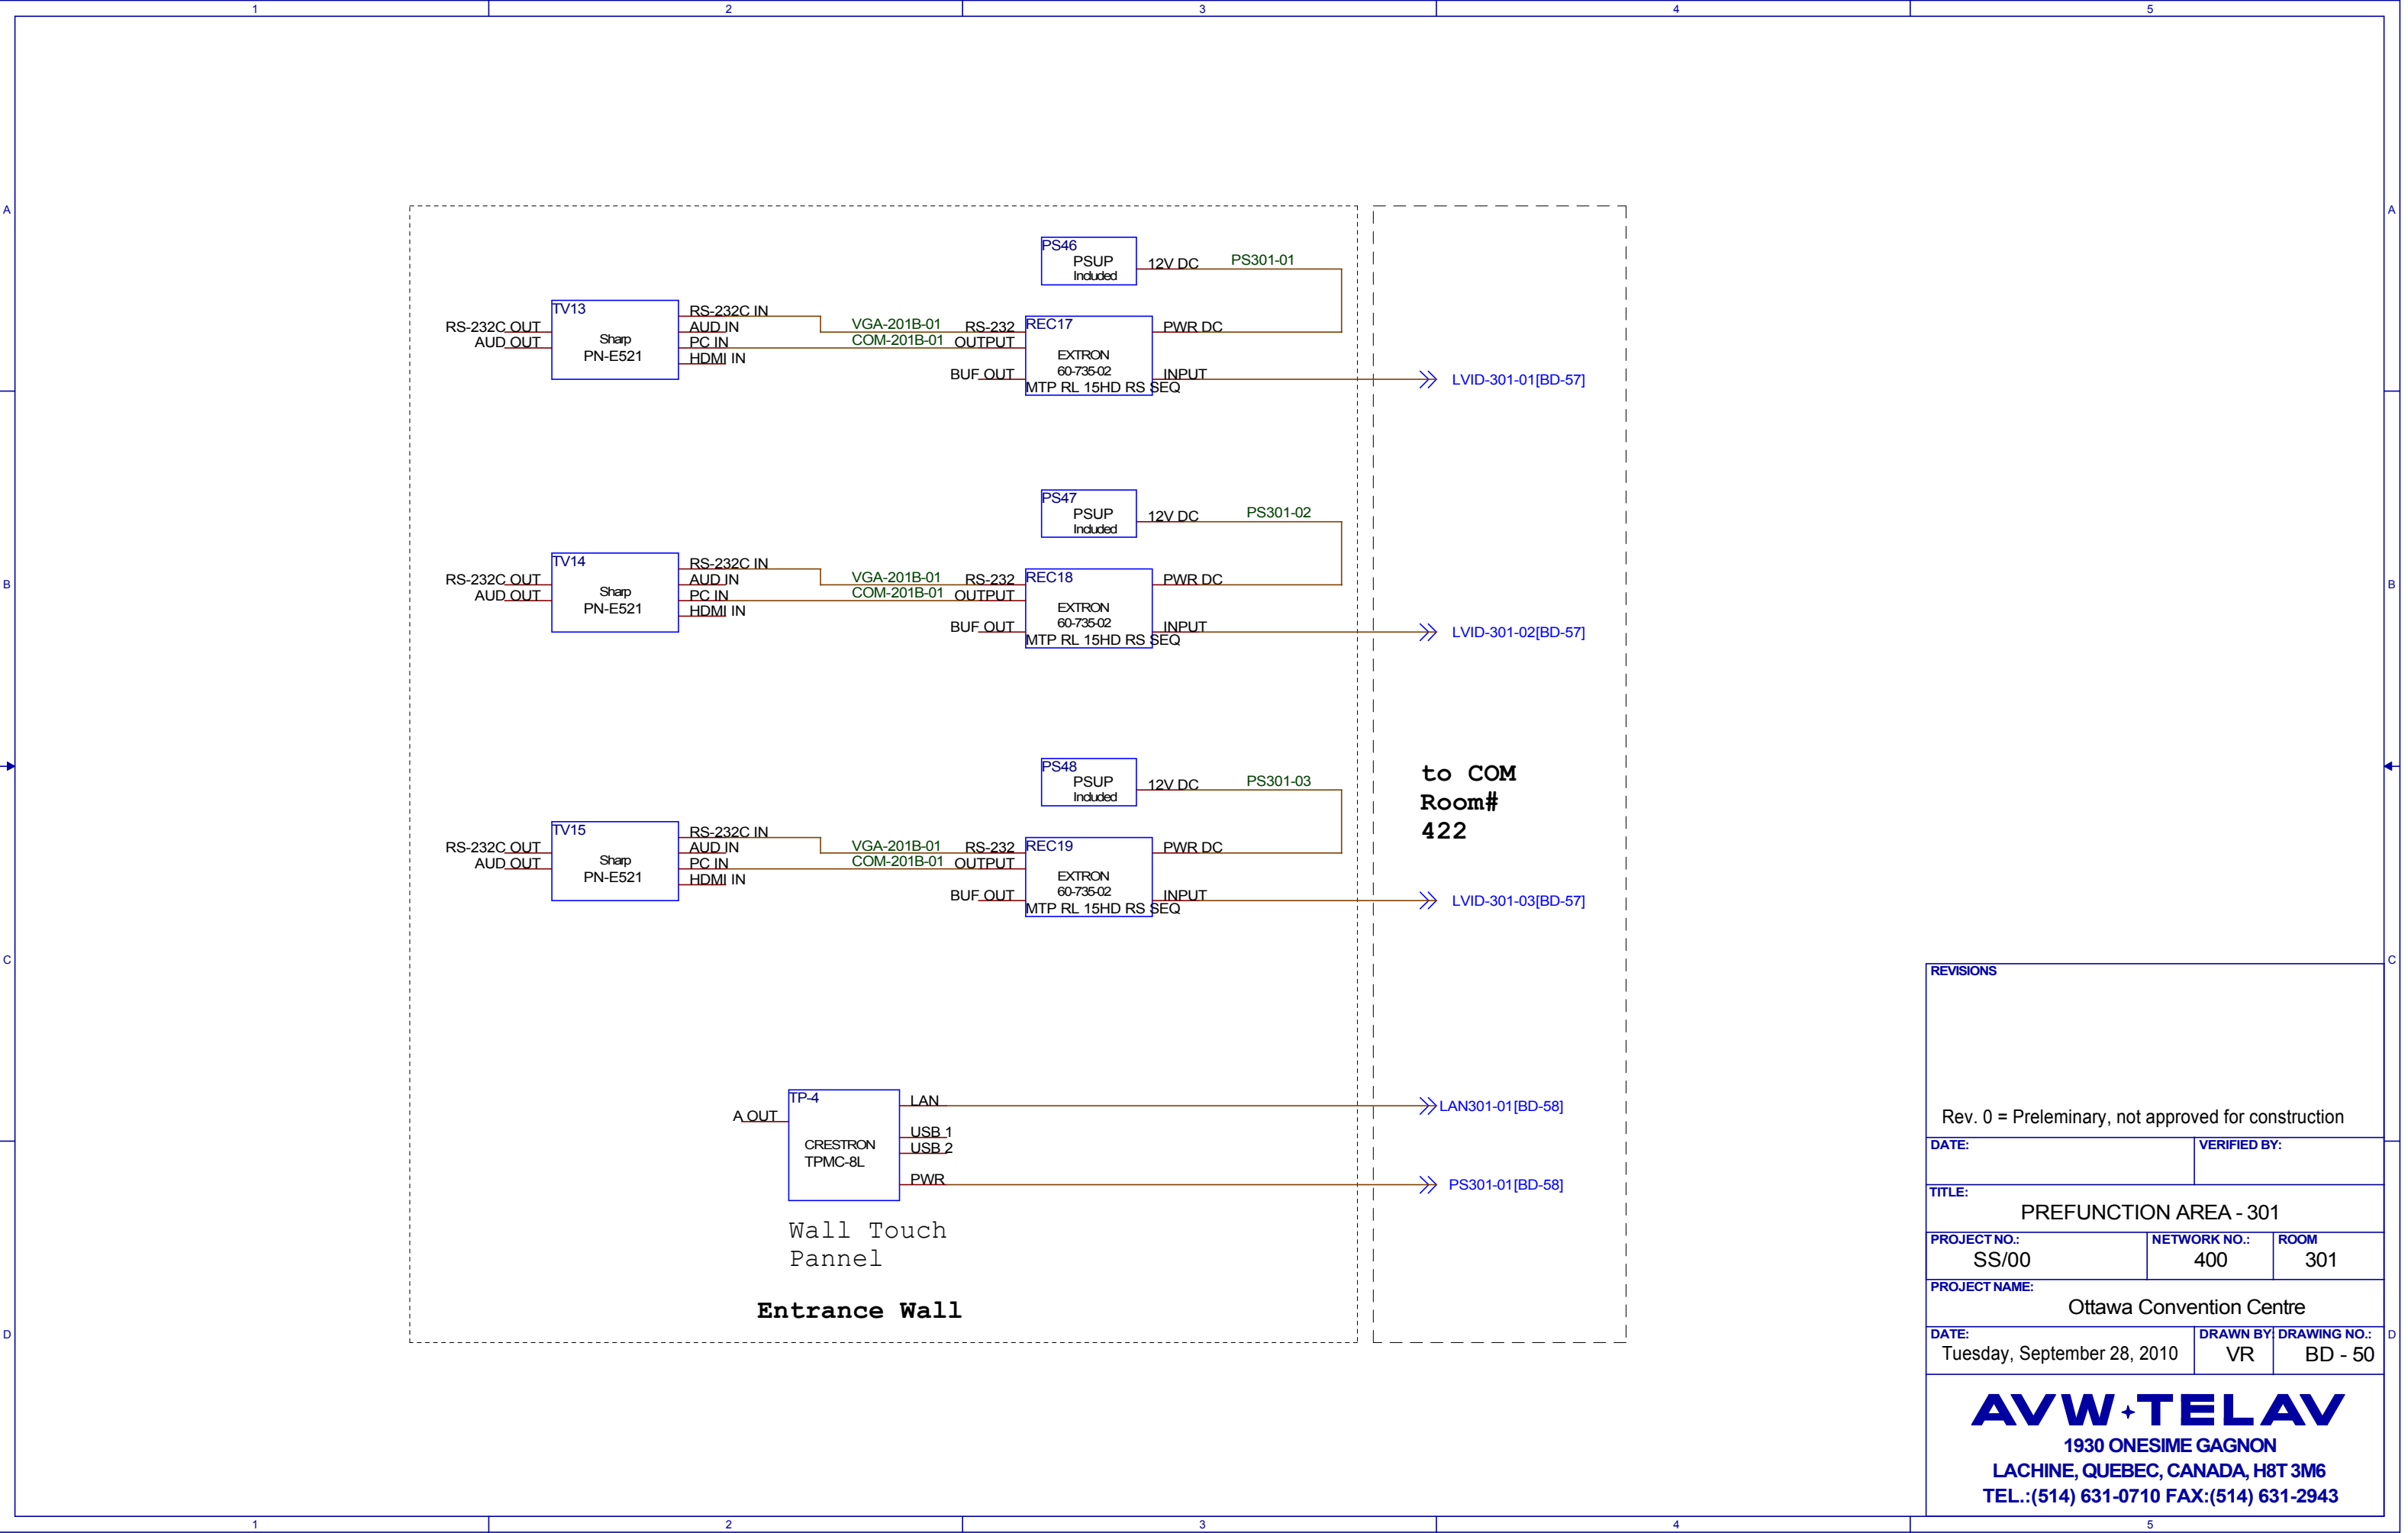 1 2 3 4 5
A A
PS46
PSUP
Included
12V DC PS301-01
TV13
Sharp
PN-E521
RS-232C OUT
AUD OUT
RS-232C IN
AUD IN
PC IN
HDMI IN
VGA-201B-01
COM-201B-01
RS-232
OUTPUT
BUF OUT
REC17
EXTRON
60-735-02
MTP RL 15HD RS SEQ
PWR DC
INPUT
LVID-301-01[BD-57]
PS47
PSUP
Included
12V DC PS301-02
B B
TV14
Sharp
PN-E521
RS-232C OUT
AUD OUT
RS-232C IN
AUD IN
PC IN
HDMI IN
VGA-201B-01
COM-201B-01
RS-232
OUTPUT
BUF OUT
REC18
EXTRON
60-735-02
MTP RL 15HD RS SEQ
PWR DC
INPUT
LVID-301-02[BD-57]
PS48
PSUP
Included
12V DC PS301-03
to COM
Room#
422
TV15
Sharp
PN-E521
RS-232C OUT
AUD OUT
RS-232C IN
AUD IN
PC IN
HDMI IN
VGA-201B-01
COM-201B-01
RS-232
OUTPUT
BUF OUT
REC19
EXTRON
60-735-02
MTP RL 15HD RS SEQ
PWR DC
INPUT
LVID-301-03[BD-57]
C C
TP-4
CRESTRON
TPMC-8L
A OUT
LAN
USB 1
USB 2
PWR
LAN301-01[BD-58]
PS301-01[BD-58]
Wall Touch
Pannel
Entrance Wall
D D
REVISIONS
Rev. 0 = Preleminary, not approved for construction
DATE: VERIFIED BY:
TITLE:
PREFUNCTION AREA - 301
PROJECT NO.: NETWORK NO.: ROOM
SS/00 400 301
PROJECT NAME:
Ottawa Convention Centre
DATE: DRAWN BY: DRAWING NO.:
Tuesday, September 28, 2010 VR BD - 50
AVW TELAV
1930 ONESIME GAGNON
LACHINE, QUEBEC, CANADA, H8T 3M6
TEL.:(514) 631-0710 FAX:(514) 631-2943
1 2 3 4 5